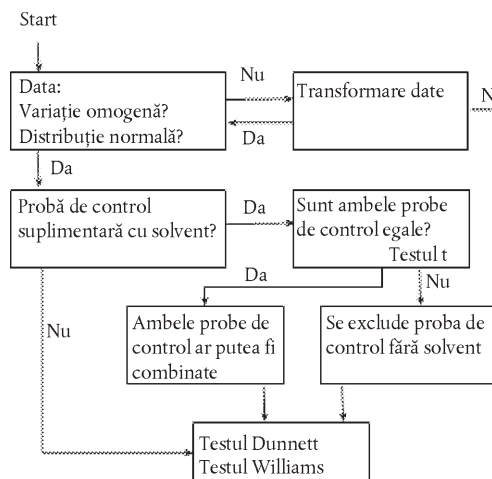 Start
Data:
Variație omogenă?
Distribuție normală?
Nu
Da
Transformare date
N
Da
Probă de control
suplimentară cu solvent?
Da
Sunt ambele probe
de control egale?
Testul t
Da
Nu
Nu
Ambele probe de
control ar putea fi
combinate
Se exclude proba de
control fără solvent
Testul Dunnett
Testul Williams